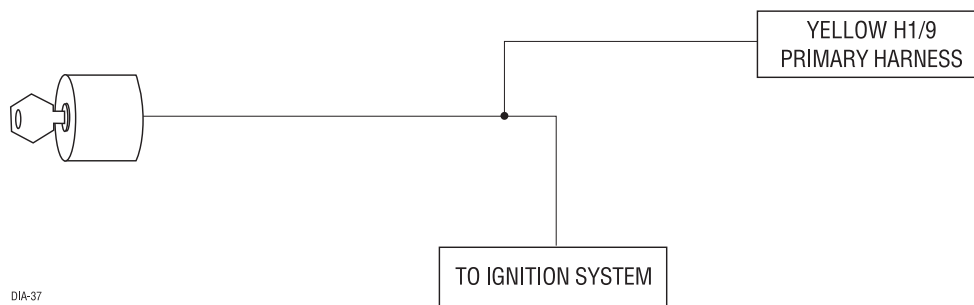 YELLOW H1/9
PRIMARY HARNESS
TO IGNITION SYSTEM
DIA-37